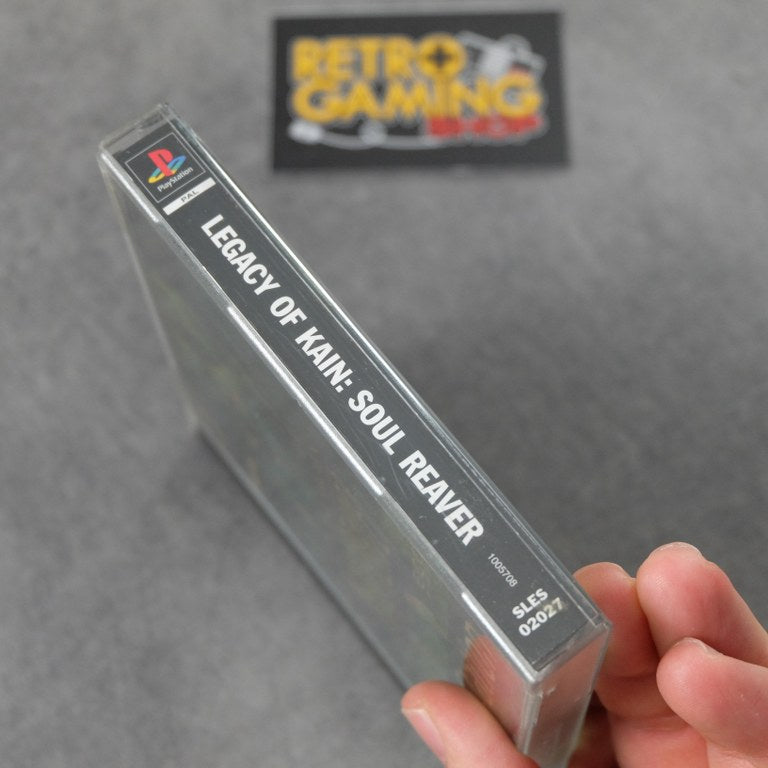 RETRO
GAMING
SHOP
PlayStation
PAL
LEGACY OF KAIN: SOUL REAVER
1005708
SLES
02027